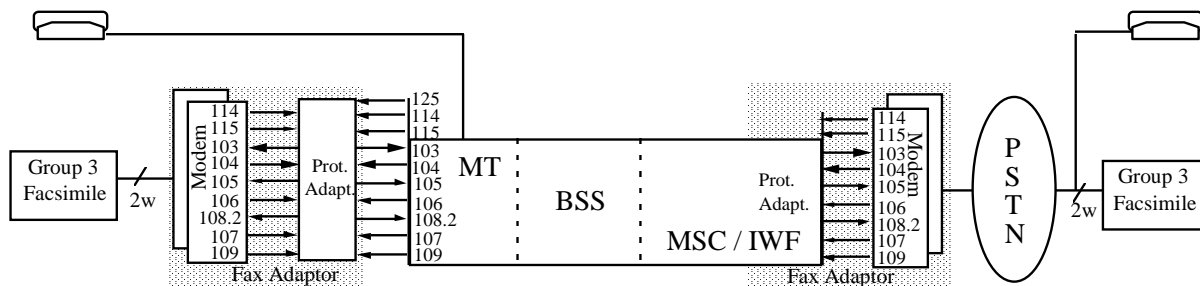 Group 3
Facsimile
2w
Modem
114
115
103
104
105
106
108.2
107
109
Fax Adaptor
Prot.
Adapt.
125
114
115
103
104
105
106
108.2
107
109
MT
BSS
MSC / IWF
Prot.
Adapt.
Fax Adaptor
114
115
103
104
105
106
108.2
107
109
Modem
PSTN
2w
Group 3
Facsimile